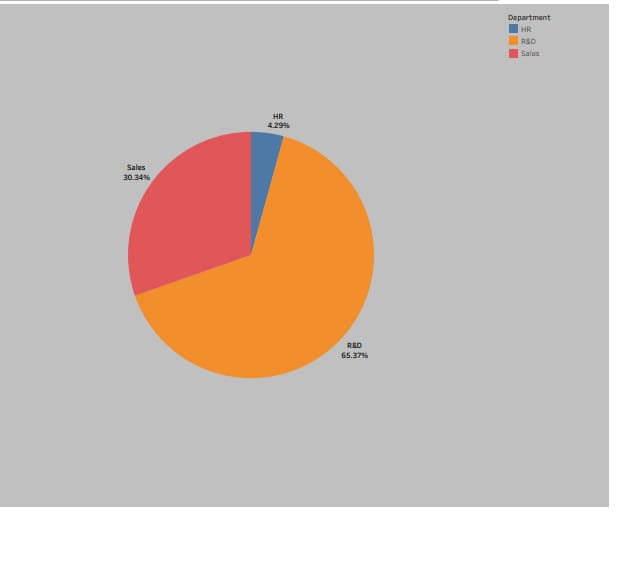 Department
HR
R&D
Sales
HR
4.29%
Sales
30.34%
R&D
65.37%